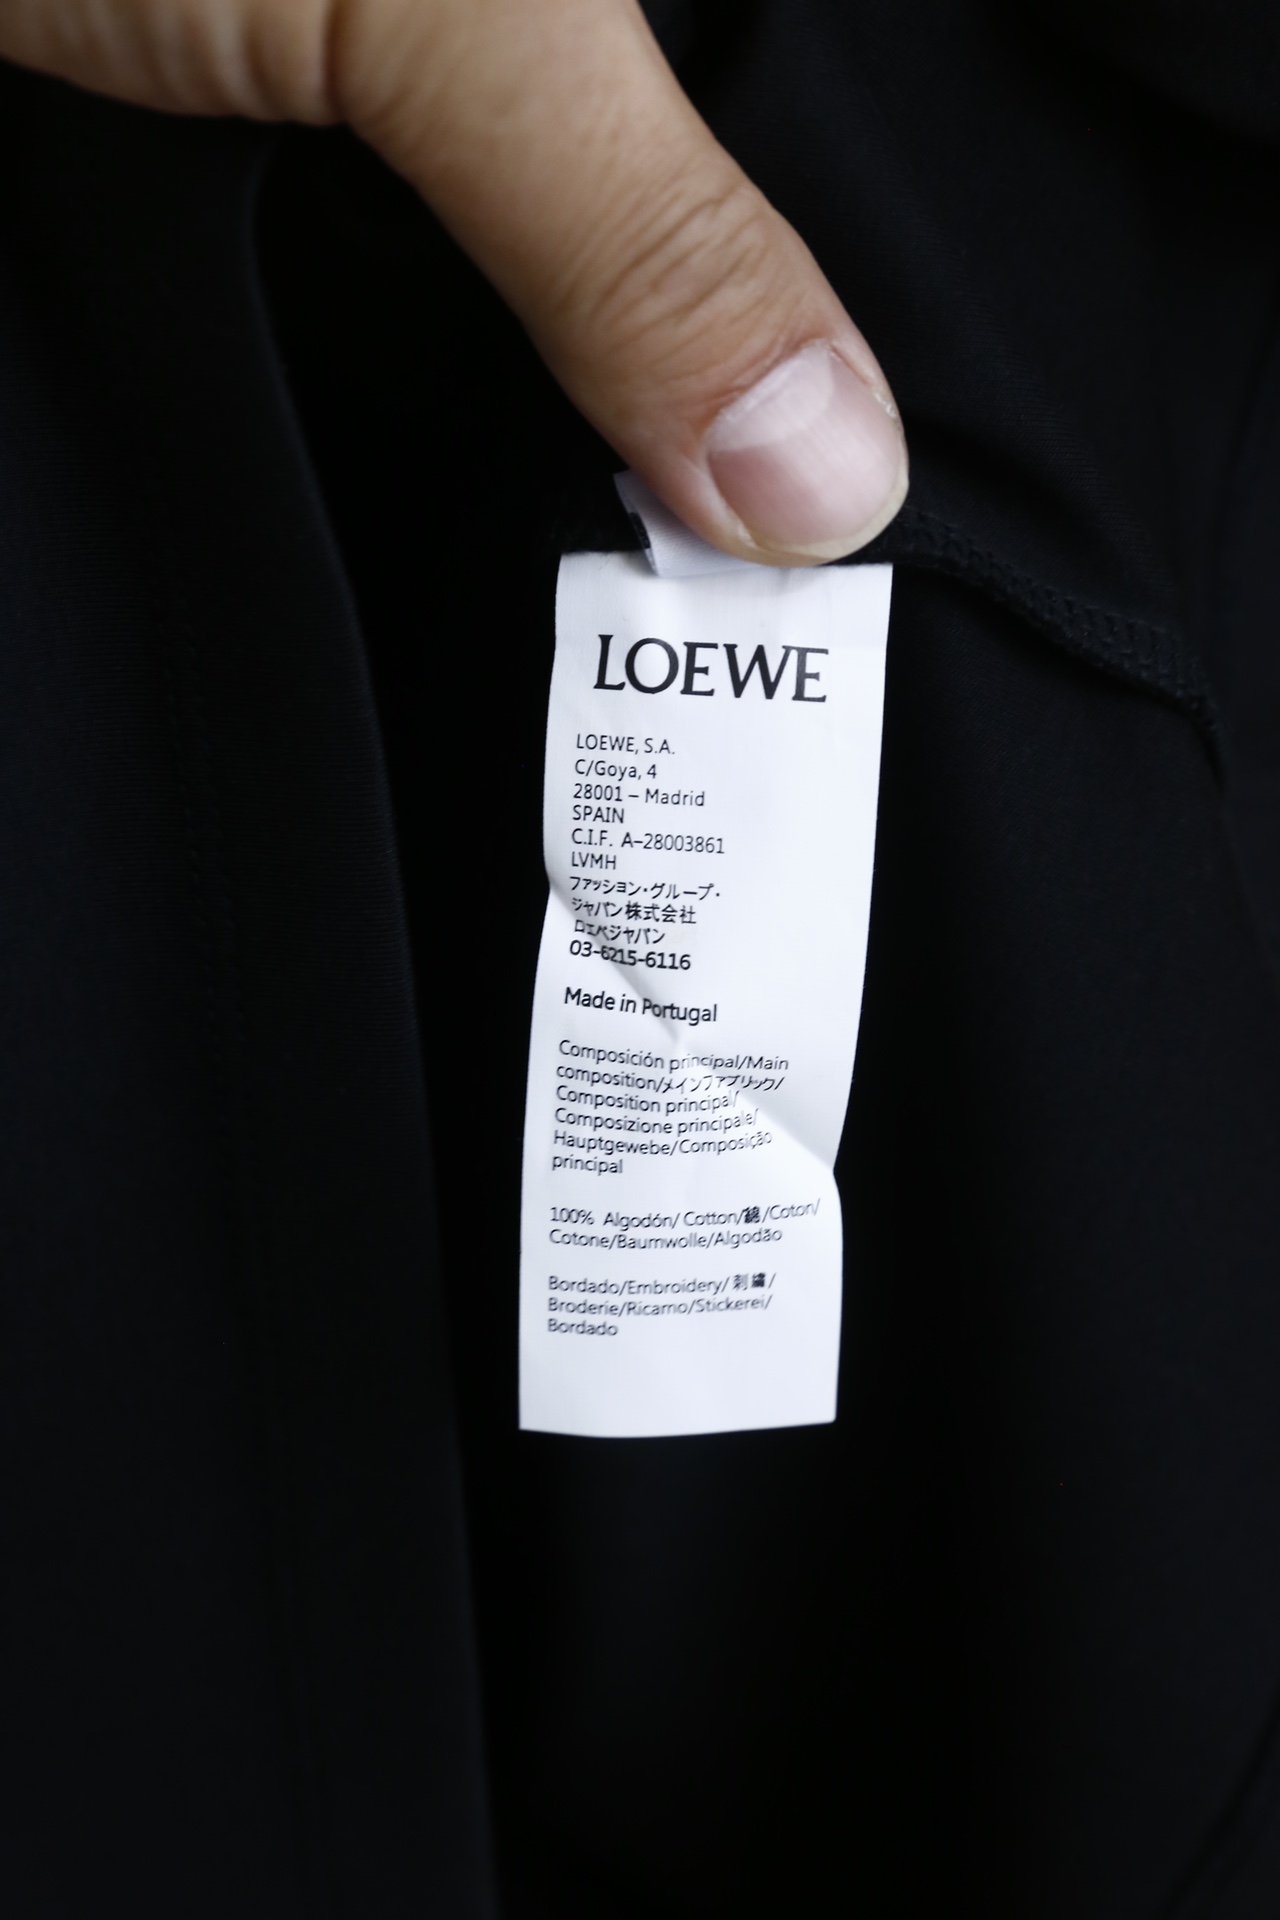 LOEWE
LOEWE, S.A.
C/Goya, 4
28001 – Madrid
SPAIN
C.I.F. A–28003861
LVMH
ファッション・グループ・
ジャパン株式会社
ロエベジャパン
03-6215-6116
Made in Portugal
Composición principal/Main
composition/メインファブリック/
Composition principal/
Composizione principale/
Hauptgewebe/Composição
principal
100% Algodón/ Cotton/綿/Coton/
Cotone/Baumwolle/Algodão
Bordado/Embroidery/刺繍/
Broderie/Ricamo/Stickerei/
Bordado